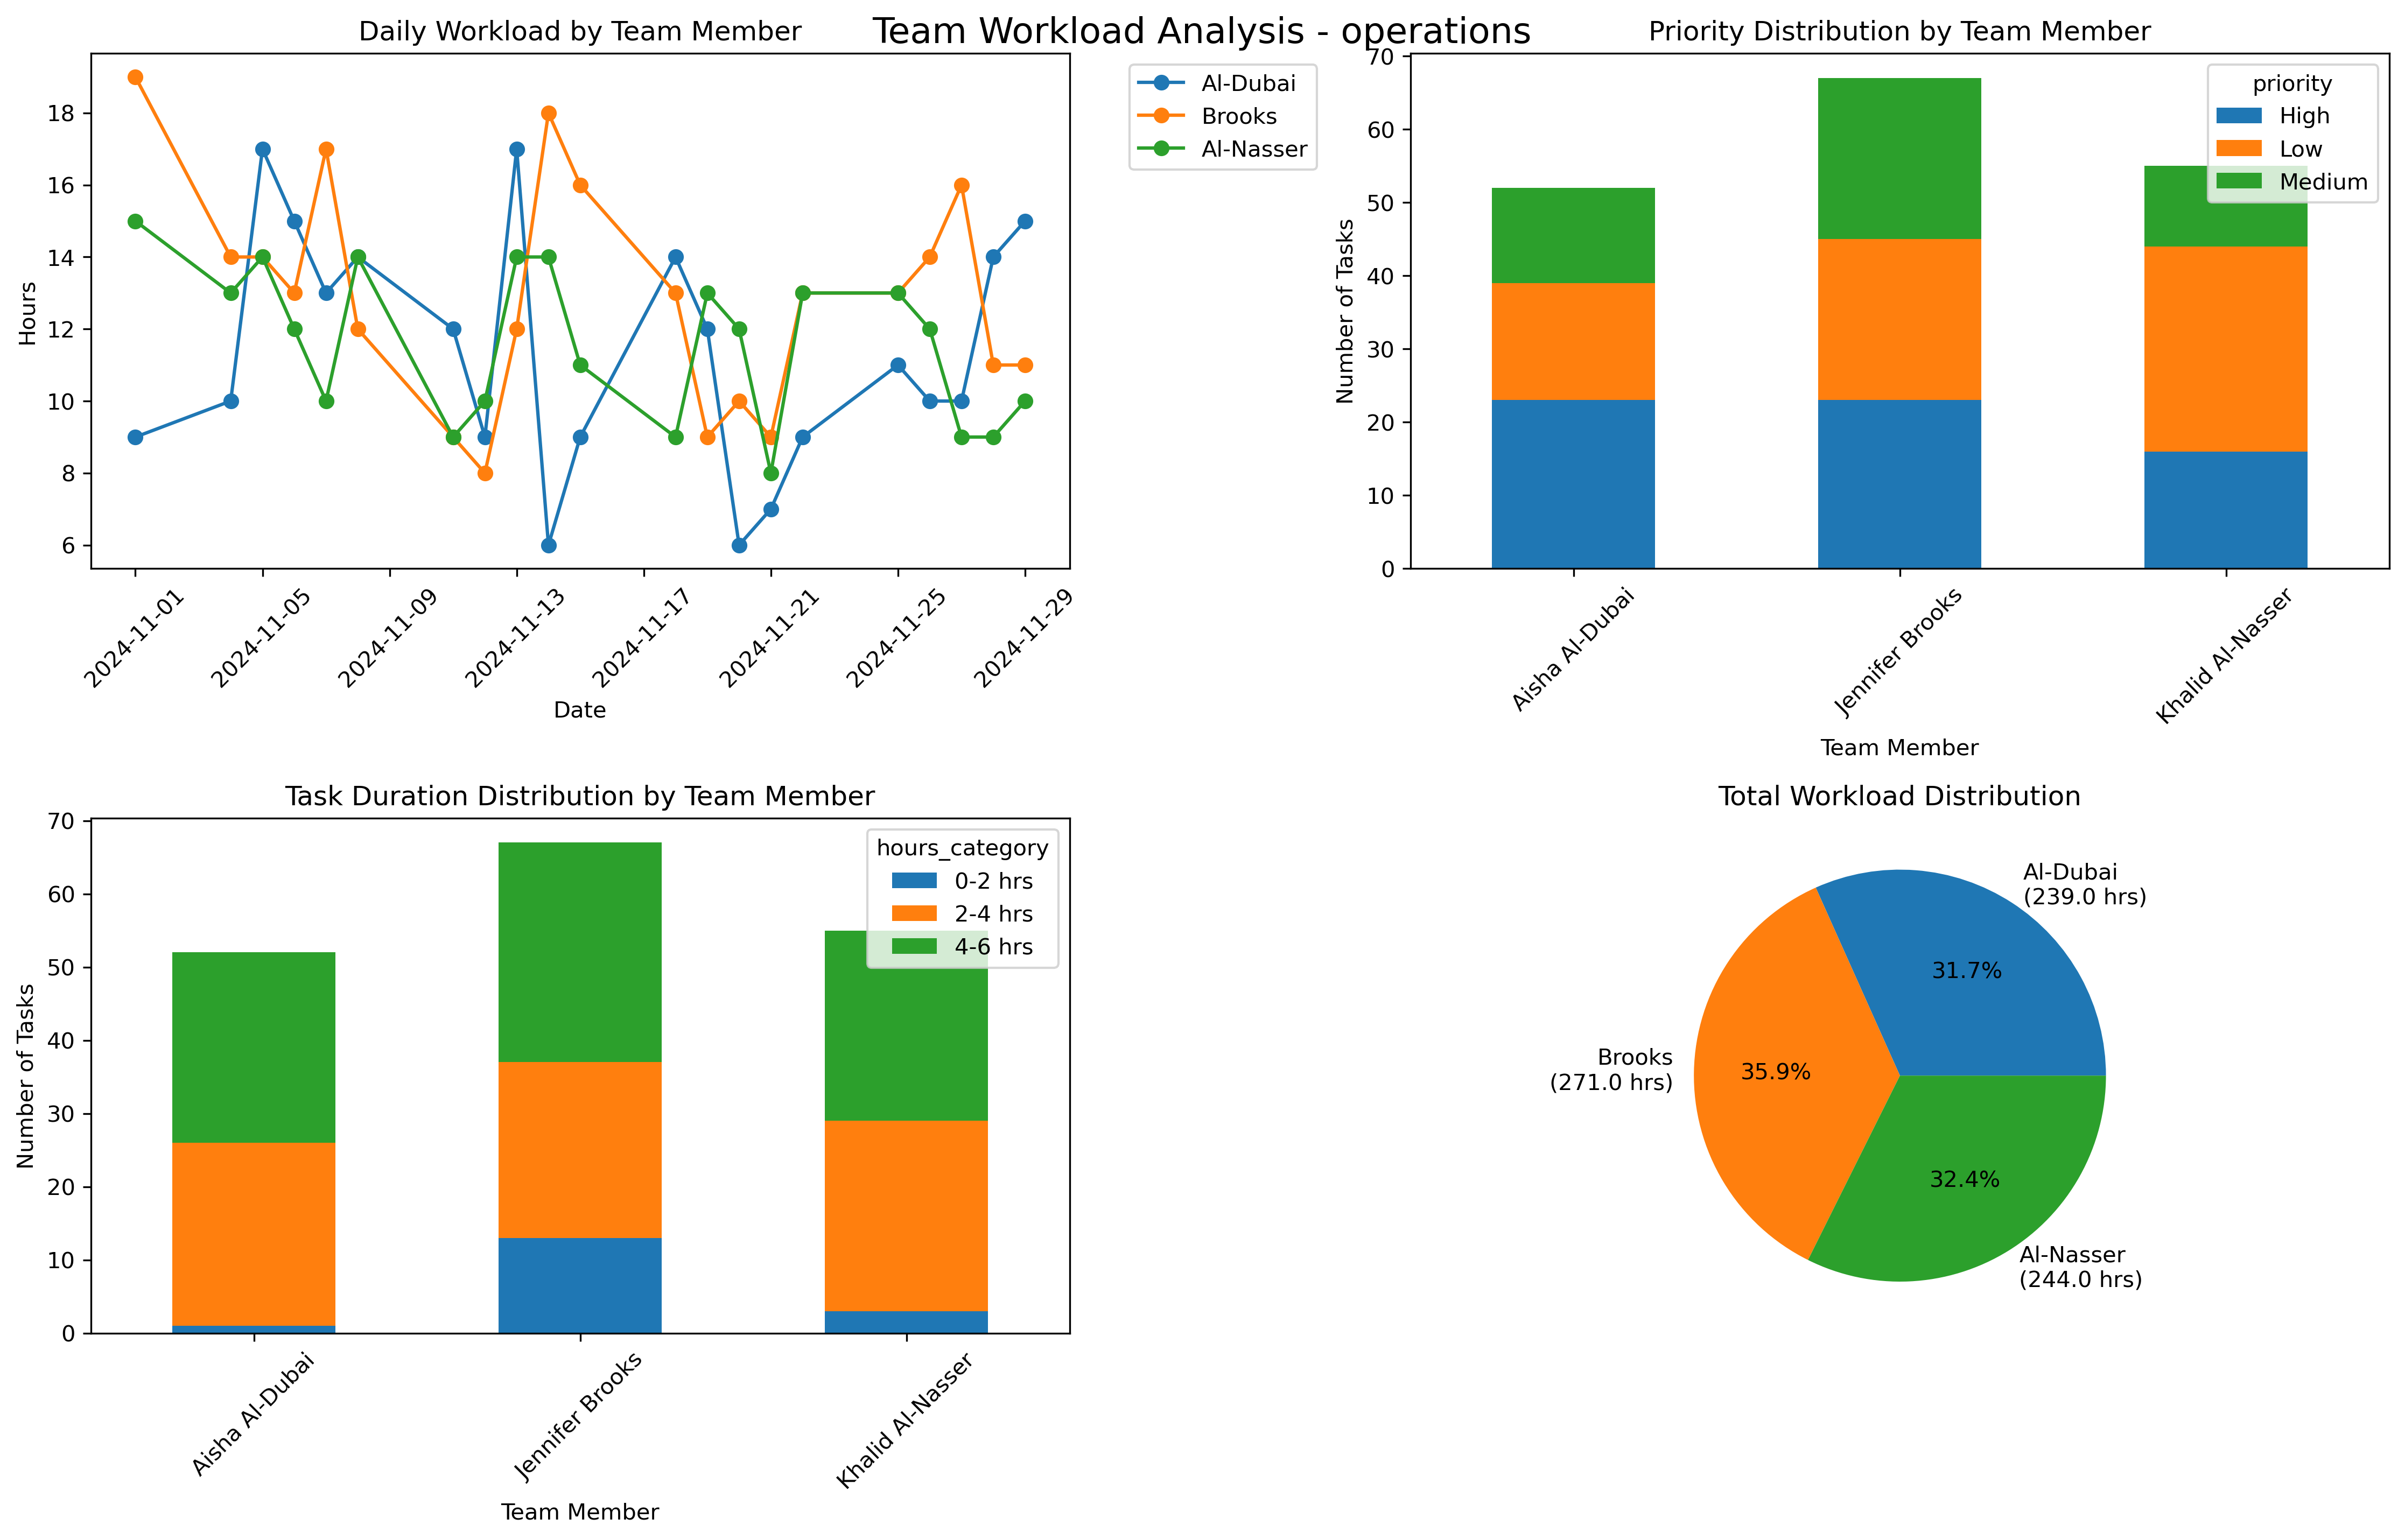 Team Workload Analysis - operations
Daily Workload by Team Member
Hours
18
16
14
12
10
8
6
2024-11-01
2024-11-05
2024-11-09
2024-11-13
2024-11-17
2024-11-21
2024-11-25
2024-11-29
Date
Al-Dubai
Brooks
Al-Nasser
Priority Distribution by Team Member
Number of Tasks
70
60
50
40
30
20
10
0
priority
High
Low
Medium
Aisha Al-Dubai
Jennifer Brooks
Khalid Al-Nasser
Team Member
Task Duration Distribution by Team Member
Number of Tasks
70
60
50
40
30
20
10
0
hours_category
0-2 hrs
2-4 hrs
4-6 hrs
Aisha Al-Dubai
Jennifer Brooks
Khalid Al-Nasser
Team Member
Total Workload Distribution
Al-Dubai
(239.0 hrs)
31.7%
Brooks
(271.0 hrs)
35.9%
Al-Nasser
(244.0 hrs)
32.4%